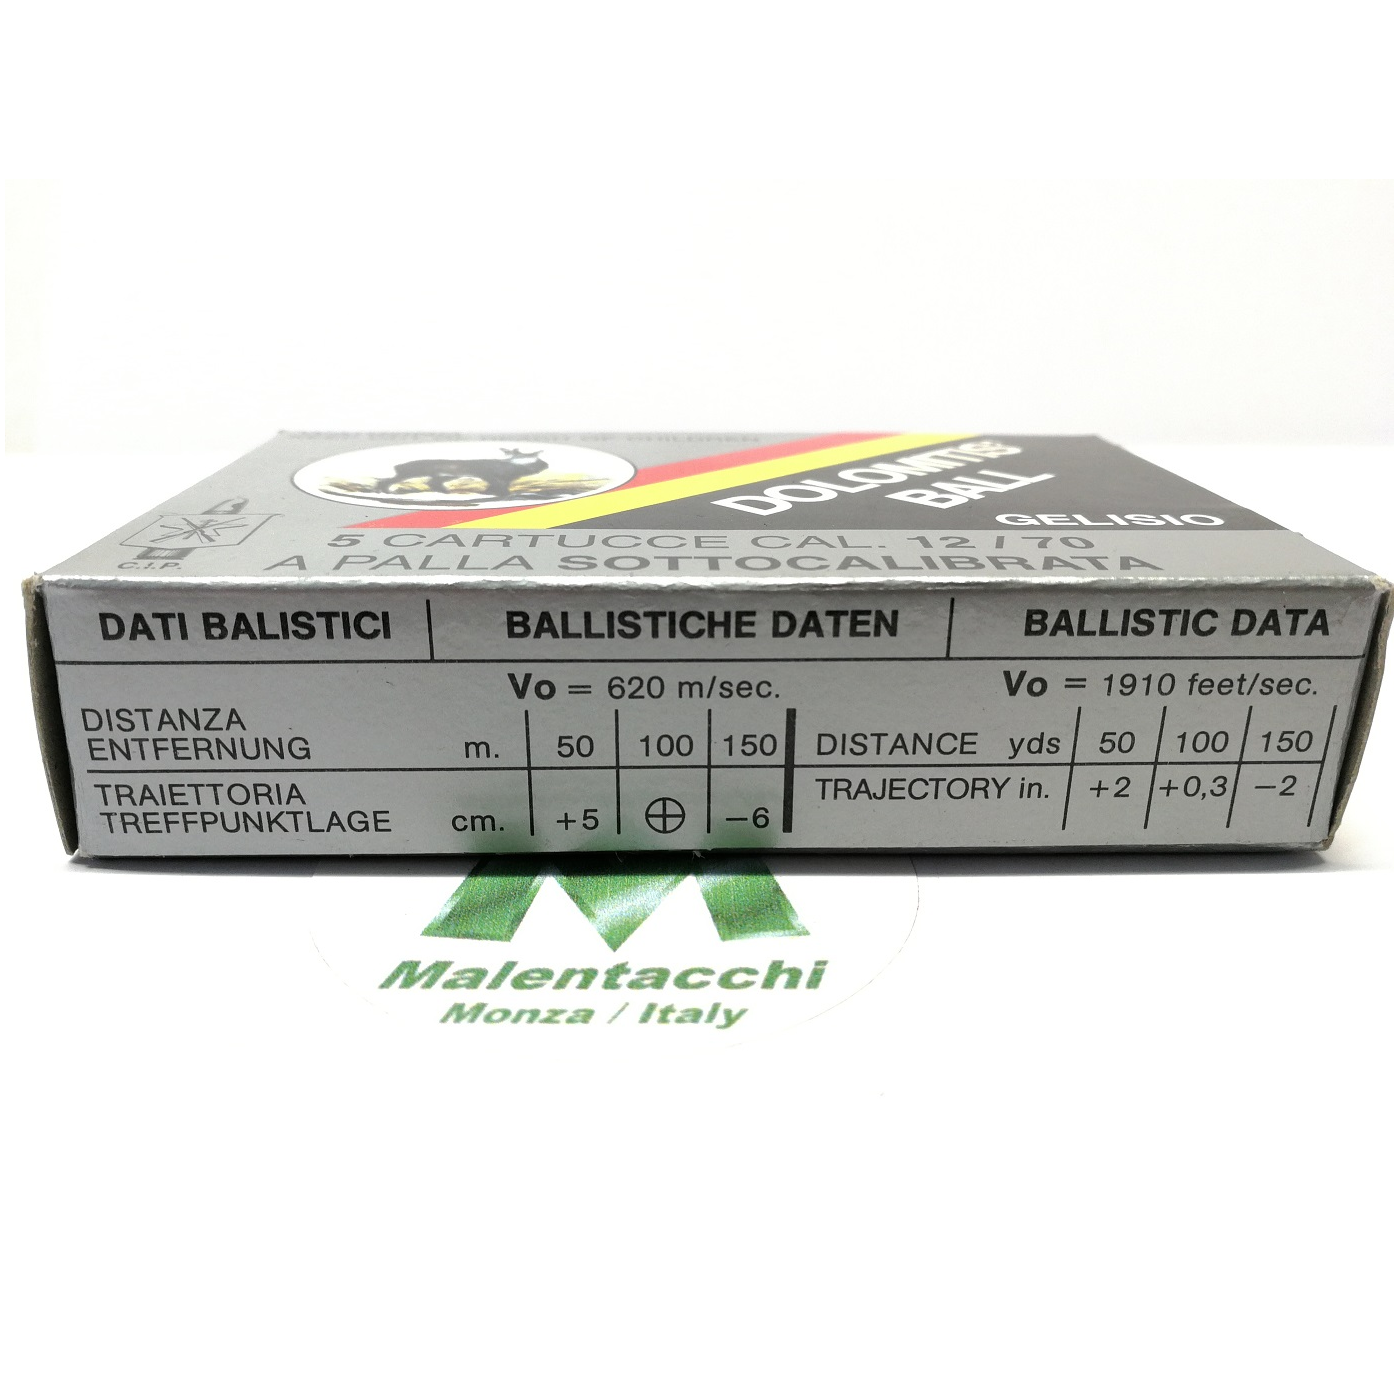 DOLOMITIS'
BALL
GELISIO
C.I.P.
5 CARTUCCE CAL. 12 / 70
A PALLA SOTTOCALIBRATA
DATI BALISTICI BALLISTICHE DATEN BALLISTIC DATA
Vo = 620 m/sec. Vo = 1910 feet/sec.
DISTANZA
ENTFERNUNG m. 50 100 150 DISTANCE yds 50 100 150
TRAIETTORIA TRAJECTORY in. +2 +0,3 −2
TREFFPUNKTLAGE cm. +5 ⊕ −6
M
Malentacchi
Monza / Italy